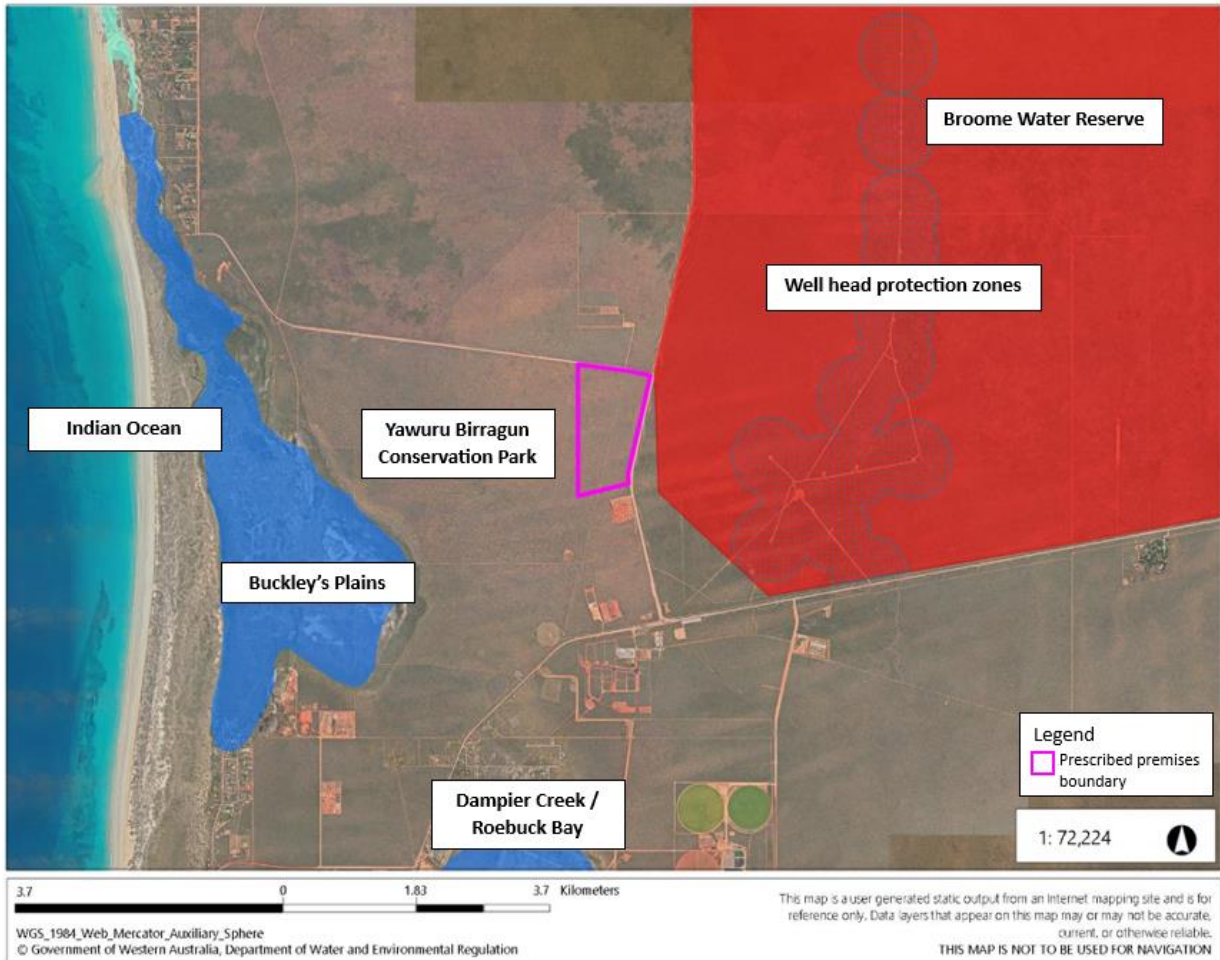 Broome Water Reserve
Well head protection zones
Indian Ocean
Yawuru Birragun
Conservation Park
Buckley's Plains
Dampier Creek /
Roebuck Bay
Legend
Prescribed premises
boundary
1: 72,224
3.7 0 1.83 3.7 Kilometers
WGS_1984_Web_Mercator_Auxiliary_Sphere
© Government of Western Australia, Department of Water and Environmental Regulation
This map is a user generated static output from an Internet mapping site and is for
reference only. Data layers that appear on this map may or may not be accurate,
current, or otherwise reliable.
THIS MAP IS NOT TO BE USED FOR NAVIGATION